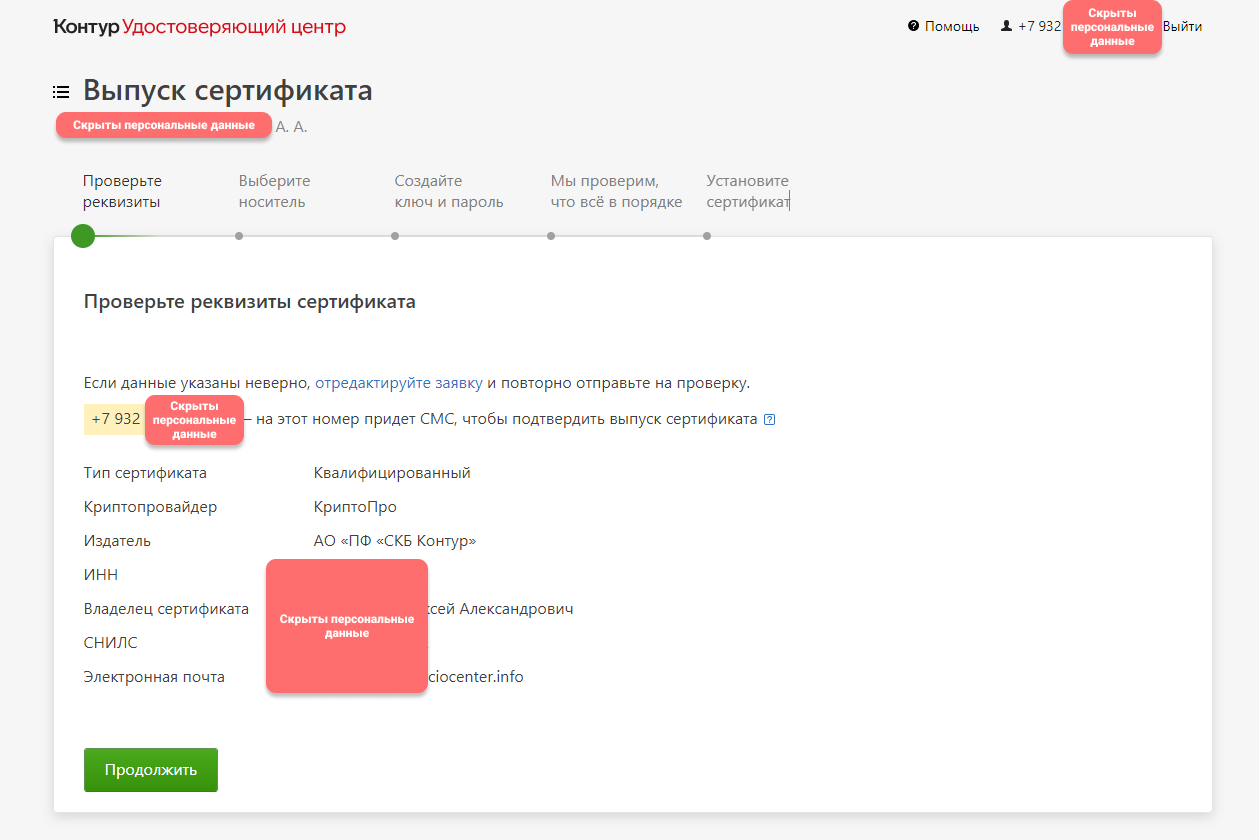 Контур Удостоверяющий центр
Помощь
+7 932
Скрыты персональные данные
Выйти
Выпуск сертификата
Скрыты персональные данные А. А.
Проверьте реквизиты
Выберите носитель
Создайте ключ и пароль
Мы проверим, что всё в порядке
Установите сертификат
Проверьте реквизиты сертификата
Если данные указаны неверно, отредактируйте заявку и повторно отправьте на проверку.
+7 932 Скрыты персональные данные – на этот номер придет СМС, чтобы подтвердить выпуск сертификата ?
Тип сертификата Квалифицированный
Криптопровайдер КриптоПро
Издатель АО «ПФ «СКБ Контур»
ИНН
Владелец сертификата ксей Александрович
Скрыты персональные данные
СНИЛС
Электронная почта ciocenter.info
Продолжить